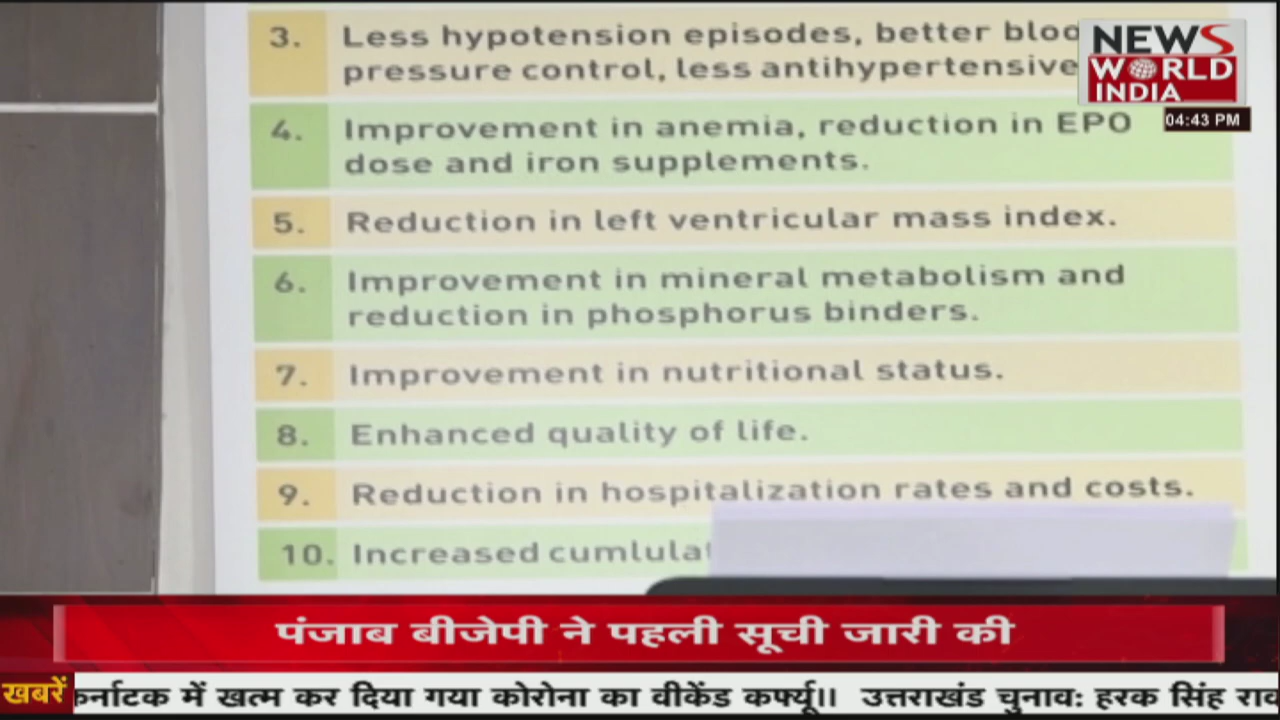 3. Less hypotension episodes, better
pressure control, less antihypertensive
4. Improvement in anemia, reduction in EPO
dose and iron supplements.
5. Reduction in left ventricular mass index.
6. Improvement in mineral metabolism and
reduction in phosphorus binders.
7. Improvement in nutritional status.
8. Enhanced quality of life.
9. Reduction in hospitalization rates and costs.
10. Increased
NEWS
WORLD
INDIA
04:43 PM
पंजाब बीजेपी ने पहली सूची जारी की
खबरें
में खत्म कर दिया गया कोरोना का वीकेंड कर्फ्यू॥ उत्तराखंड चुनाव: हरक सिंह